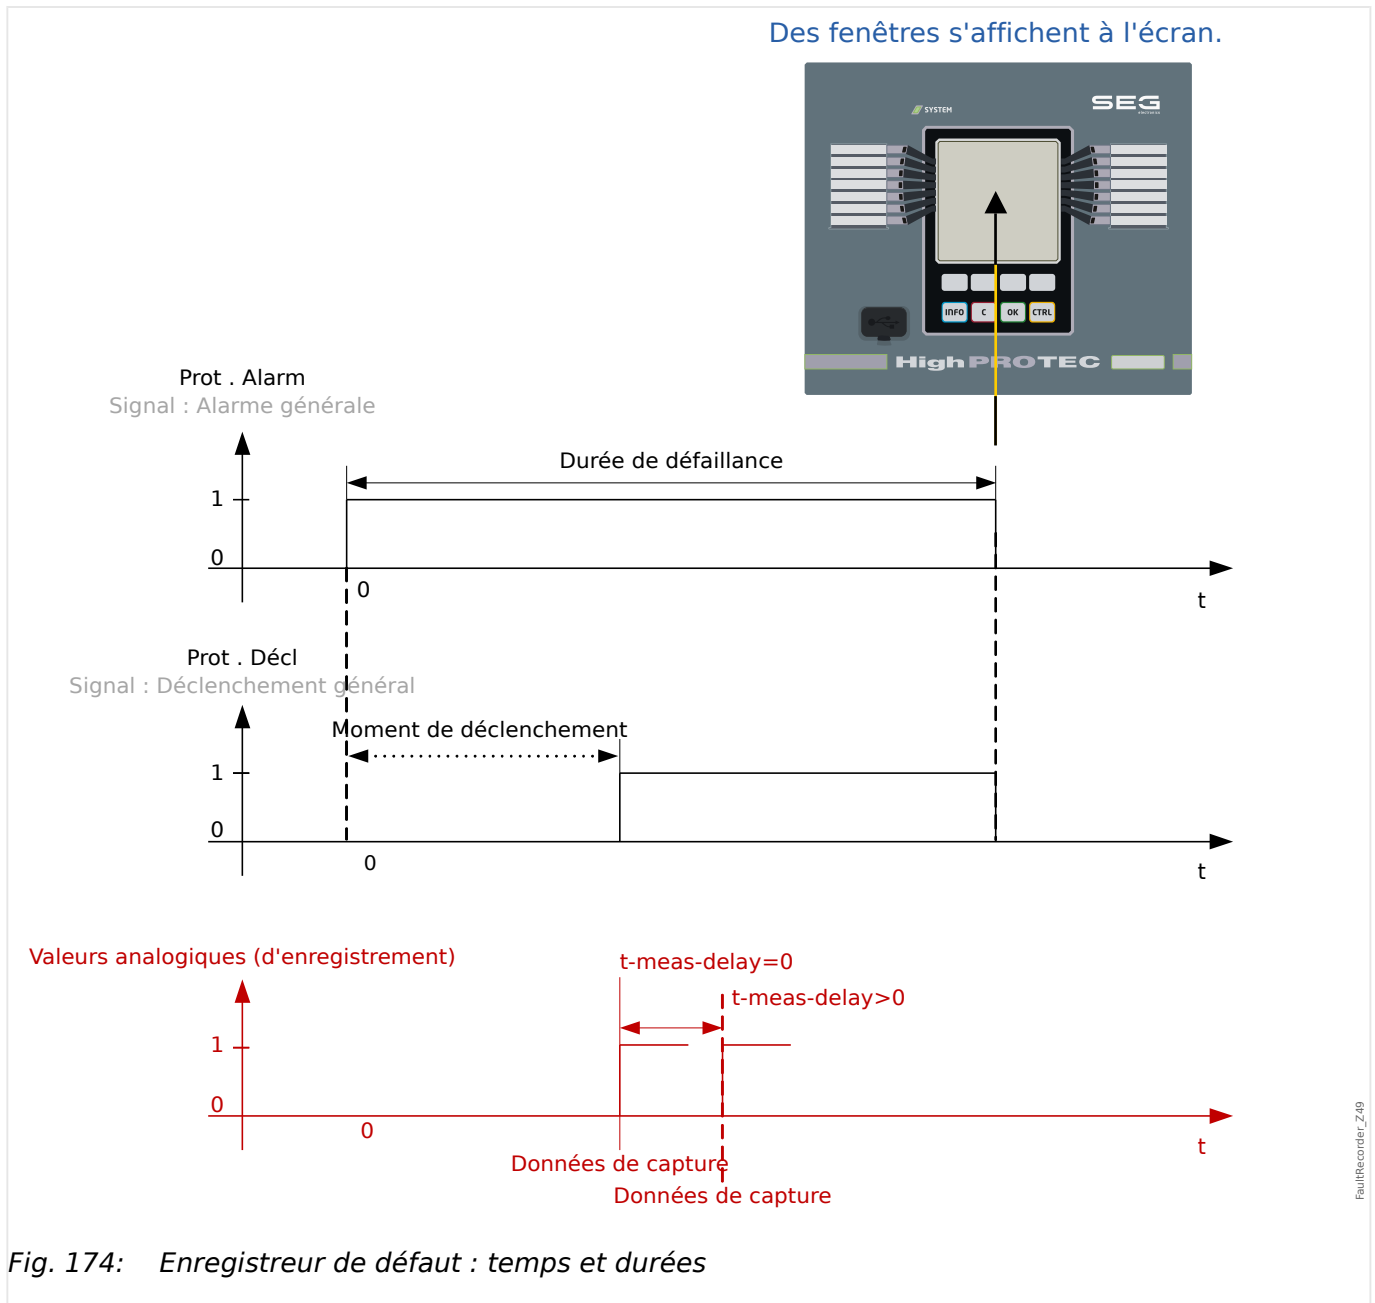 Des fenêtres s'affichent à l'écran.
SYSTEM
SEG
electronics
INFO
C
OK
CTRL
HighPROTEC
Prot . Alarm
Signal : Alarme générale
Durée de défaillance
1
0
0
t
Prot . Décl
Signal : Déclenchement général
Moment de déclenchement
1
0
0
t
Valeurs analogiques (d'enregistrement)
t-meas-delay=0
t-meas-delay>0
1
0
0
t
Données de capture
Données de capture
FaultRecorder_Z49
Fig. 174: Enregistreur de défaut : temps et durées